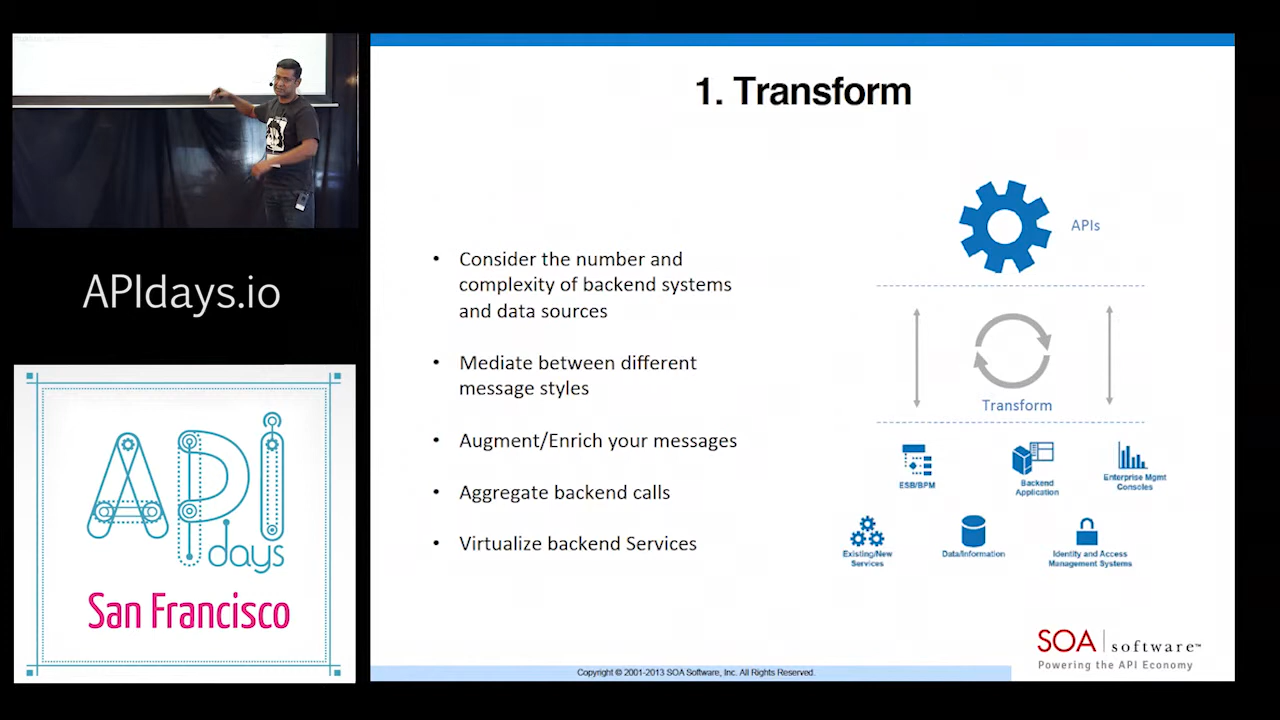 APIdays.io
API
days
San Francisco
1. Transform
• Consider the number and
complexity of backend systems
and data sources
• Mediate between different
message styles
• Augment/Enrich your messages
• Aggregate backend calls
• Virtualize backend Services
APIs
Transform
ESB/BPM
Backend
Application
Enterprise Mgmt
Consoles
Existing/New
Services
Data/Information
Identity and Access
Management Systems
SOA software™
Powering the API Economy
Copyright © 2001-2013 SOA Software, Inc. All Rights Reserved.